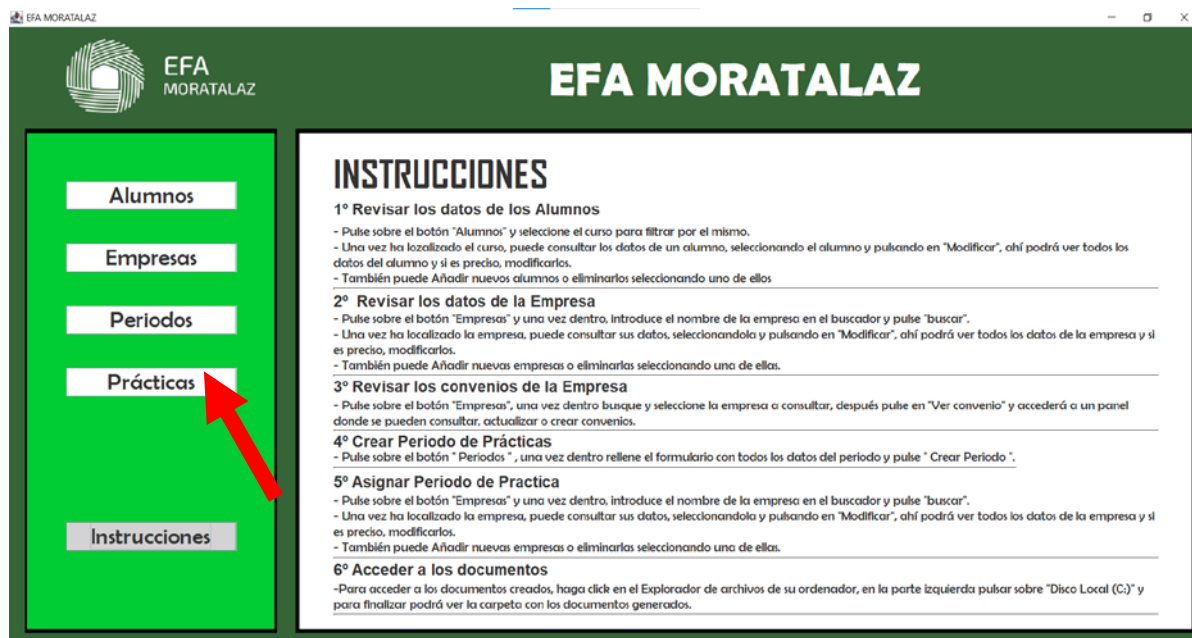 EFA MORATALAZ
EFA
MORATALAZ
EFA MORATALAZ
Alumnos
Empresas
Periodos
Prácticas
Instrucciones
INSTRUCCIONES
1º Revisar los datos de los Alumnos
- Pulse sobre el botón "Alumnos" y seleccione el curso para filtrar por el mismo.
- Una vez ha lozalizado el curso, puede consultar los datos de un alumno, seleccionando el alumno y pulsando en "Modificar", ahí podrá ver todos los
datos del alumno y si es preciso, modificarlos.
- También puede Añadir nuevos alumnos o eliminarlos seleccionando uno de ellos
2º Revisar los datos de la Empresa
- Pulse sobre el botón "Empresas" y una vez dentro, introduce el nombre de la empresa en el buscador y pulse "buscar".
- Una vez ha localizado la empresa, puede consultar sus datos, seleccionandola y pulsando en "Modificar", ahí podrá ver todos los datos de la empresa y si
es preciso, modificarlos.
- También puede Añadir nuevas empresas o eliminarlas seleccionando una de ellas.
3º Revisar los convenios de la Empresa
- Pulse sobre el botón "Empresas", una vez dentro busque y seleccione la empresa a consultar, después pulse en "Ver convenio" y accederá a un panel
donde se pueden consultar, actualizar o crear convenios.
4º Crear Periodo de Prácticas
- Pulse sobre el botón " Periodos " , una vez dentro rellene el formulario con todos los datos del periodo y pulse " Crear Periodo ".
5º Asignar Periodo de Practica
- Pulse sobre el botón "Empresas" y una vez dentro, introduce el nombre de la empresa en el buscador y pulse "buscar".
- Una vez ha localizado la empresa, puede consultar sus datos, seleccionandola y pulsando en "Modificar", ahí podrá ver todos los datos de la empresa y si
es preciso, modificarlos.
- También puede Añadir nuevas empresas o eliminarlas seleccionando una de ellas.
6º Acceder a los documentos
-Para acceder a los documentos creados, haga click en el Explorador de archivos de su ordenador, en la parte izquierda pulsar sobre "Disco Local (C:)" y
para finalizar podrá ver la carpeta con los documentos generados.